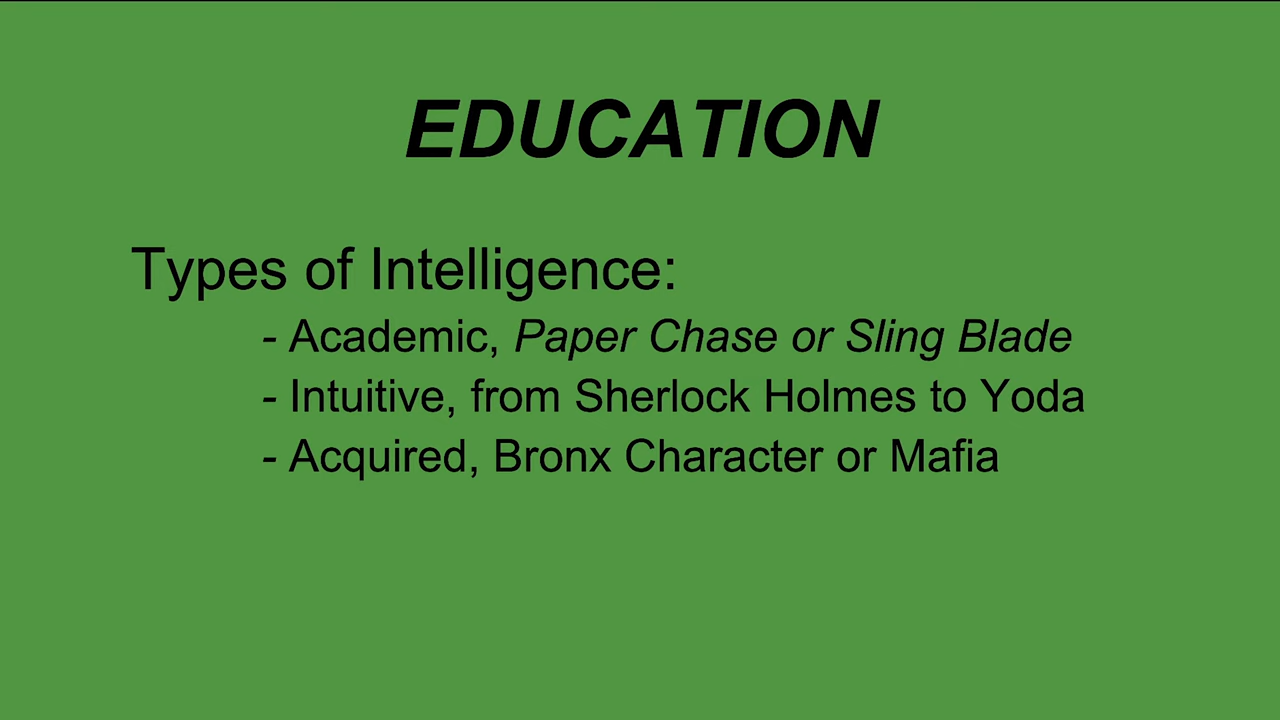 EDUCATION
Types of Intelligence:
- Academic, Paper Chase or Sling Blade
- Intuitive, from Sherlock Holmes to Yoda
- Acquired, Bronx Character or Mafia